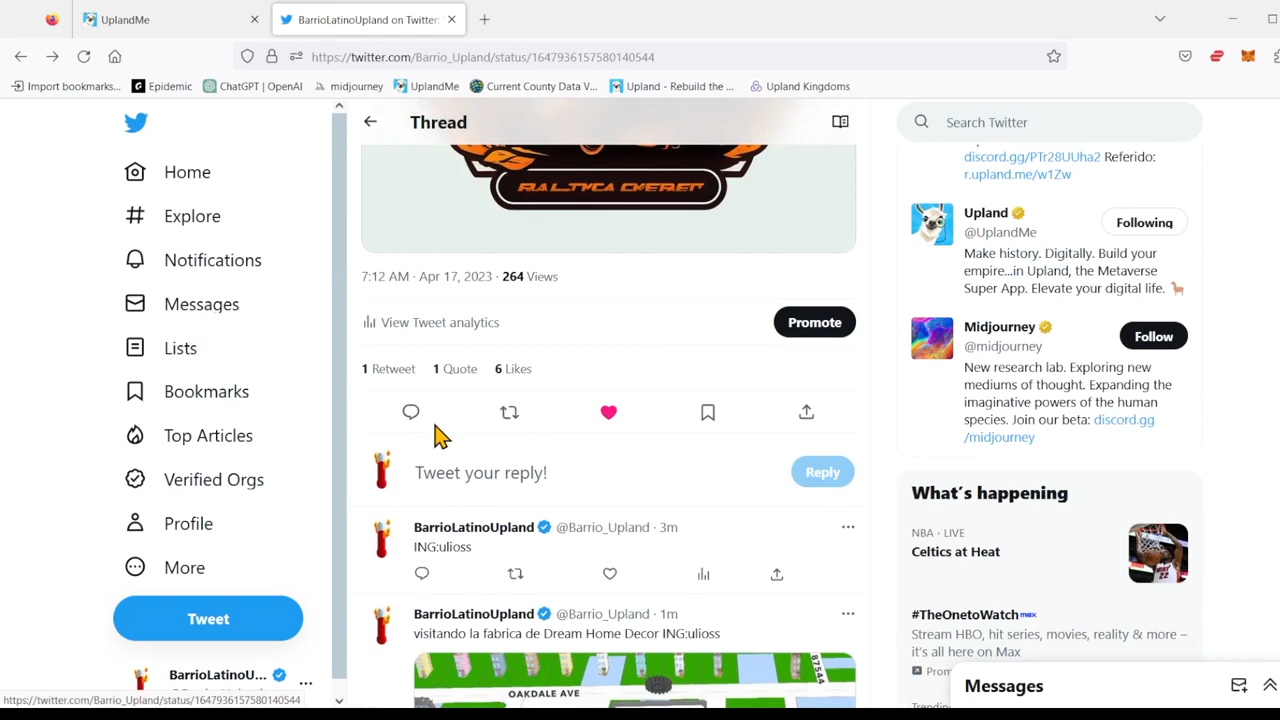 UplandMe
BarrioLatinoUpland on Twitter:
https://twitter.com/Barrio_Upland/status/1647936157580140544
Import bookmarks...
Epidemic
ChatGPT | OpenAI
midjourney
UplandMe
Current County Data V...
Upland - Rebuild the ...
Upland Kingdoms
Home
Explore
Notifications
Messages
Lists
Bookmarks
Top Articles
Verified Orgs
Profile
More
Tweet
BarrioLatinoU...
https://twitter.com/Barrio_Upland/status/1647936157580140544
Thread
7:12 AM · Apr 17, 2023 · 264 Views
View Tweet analytics
Promote
1 Retweet 1 Quote 6 Likes
Tweet your reply!
Reply
BarrioLatinoUpland @Barrio_Upland · 3m
ING:ulioss
BarrioLatinoUpland @Barrio_Upland · 1m
visitando la fabrica de Dream Home Decor ING:ulioss
OAKDALE AVE
87544
Search Twitter
discord.gg/PTr28UUha2 Referido:
r.upland.me/w1Zw
Upland
@UplandMe
Following
Make history. Digitally. Build your
empire...in Upland, the Metaverse
Super App. Elevate your digital life.
Midjourney
@midjourney
Follow
New research lab. Exploring new
mediums of thought. Expanding the
imaginative powers of the human
species. Join our beta: discord.gg
/midjourney
What's happening
NBA · LIVE
Celtics at Heat
#TheOnetoWatch max
Stream HBO, hit series, movies, reality & more –
it's all here on Max
Messages